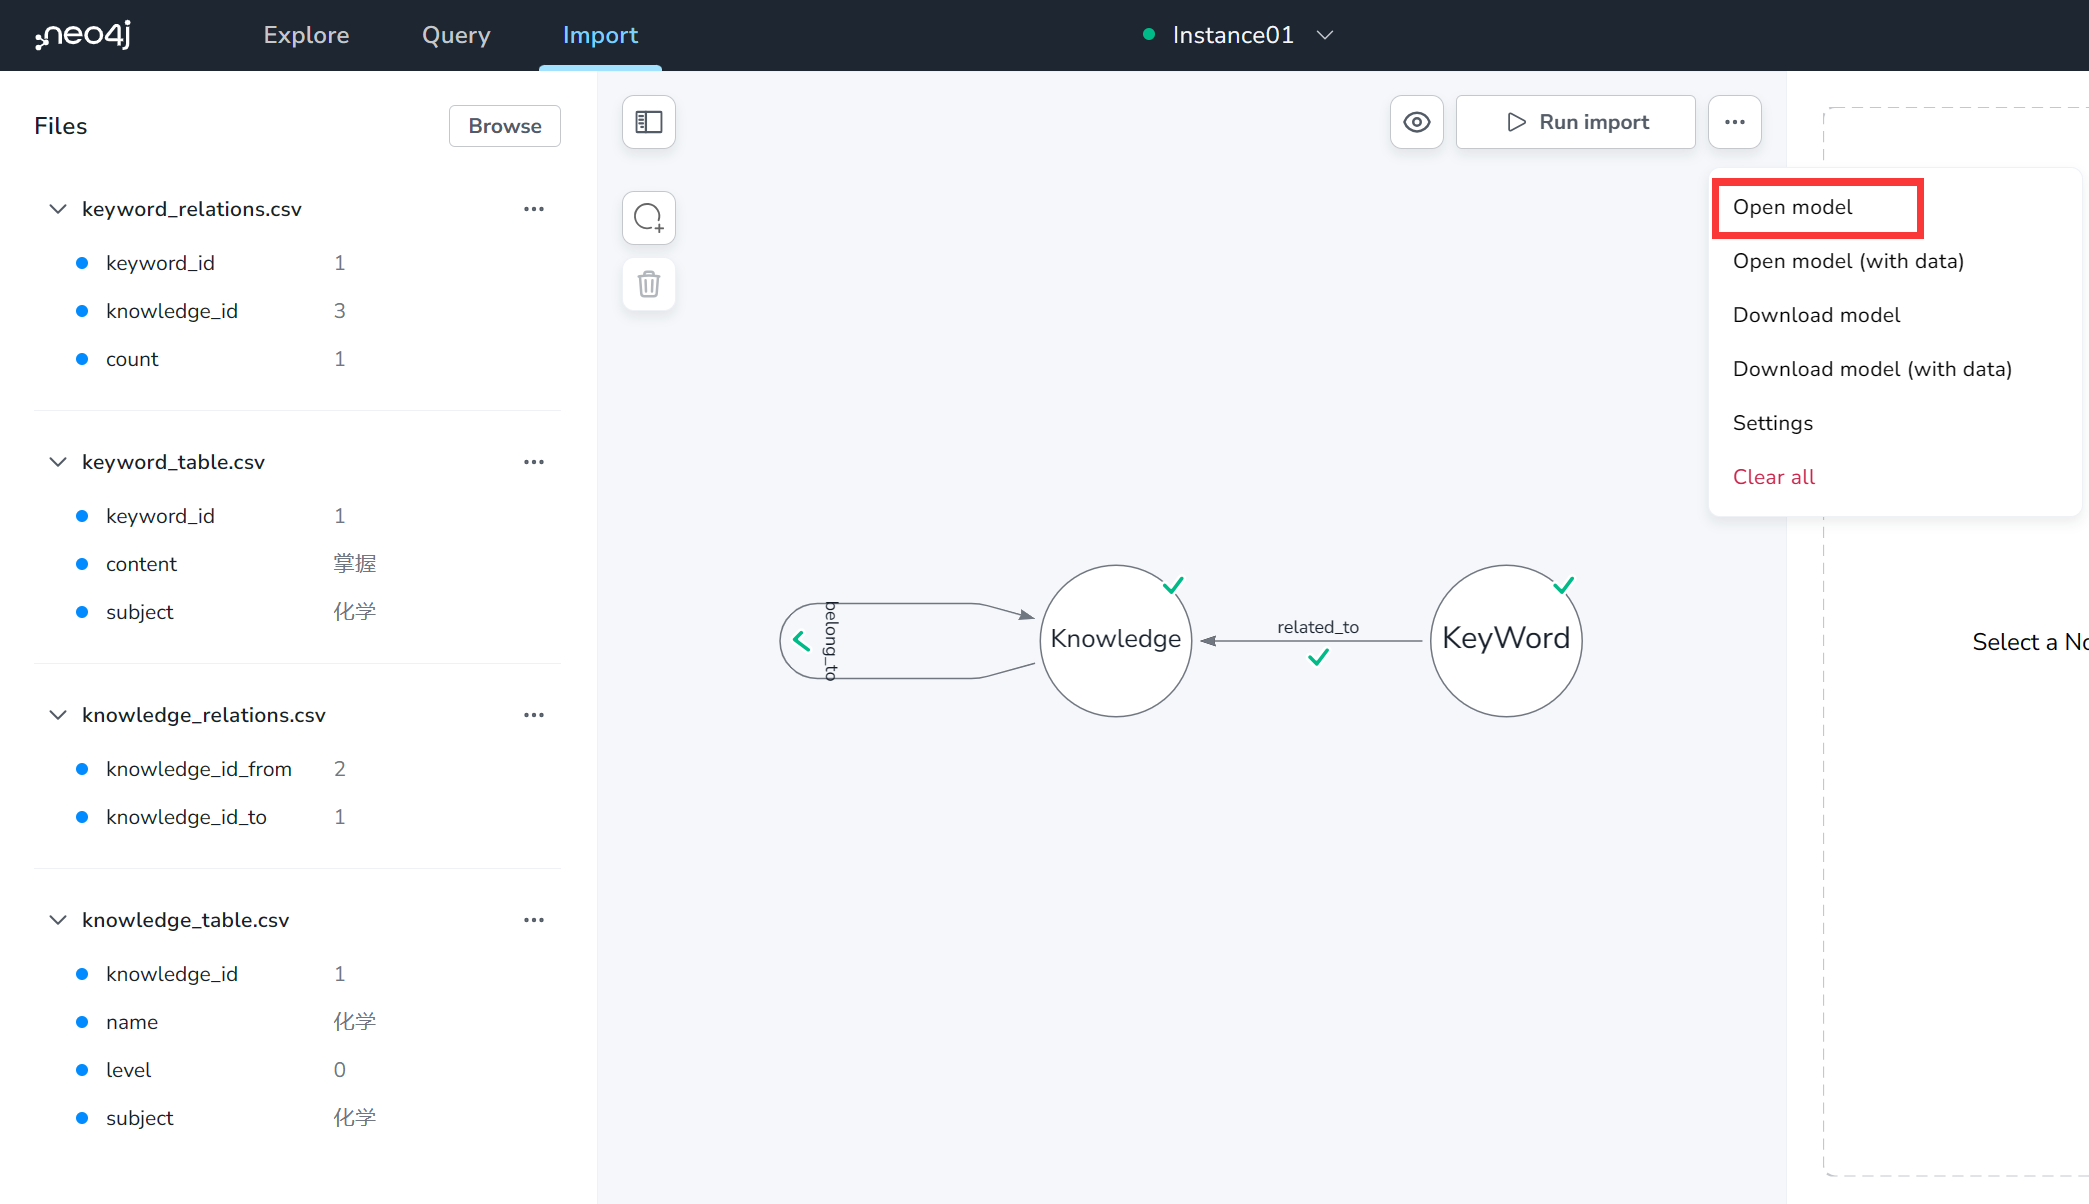 neo4j
Explore
Query
Import
Instance01
Files
Browse
keyword_relations.csv
keyword_id 1
knowledge_id 3
count 1
keyword_table.csv
keyword_id 1
content 掌握
subject 化学
knowledge_relations.csv
knowledge_id_from 2
knowledge_id_to 1
knowledge_table.csv
knowledge_id 1
name 化学
level 0
subject 化学
Run import
Open model
Open model (with data)
Download model
Download model (with data)
Settings
Clear all
belong_to
Knowledge
related_to
KeyWord
Select a No